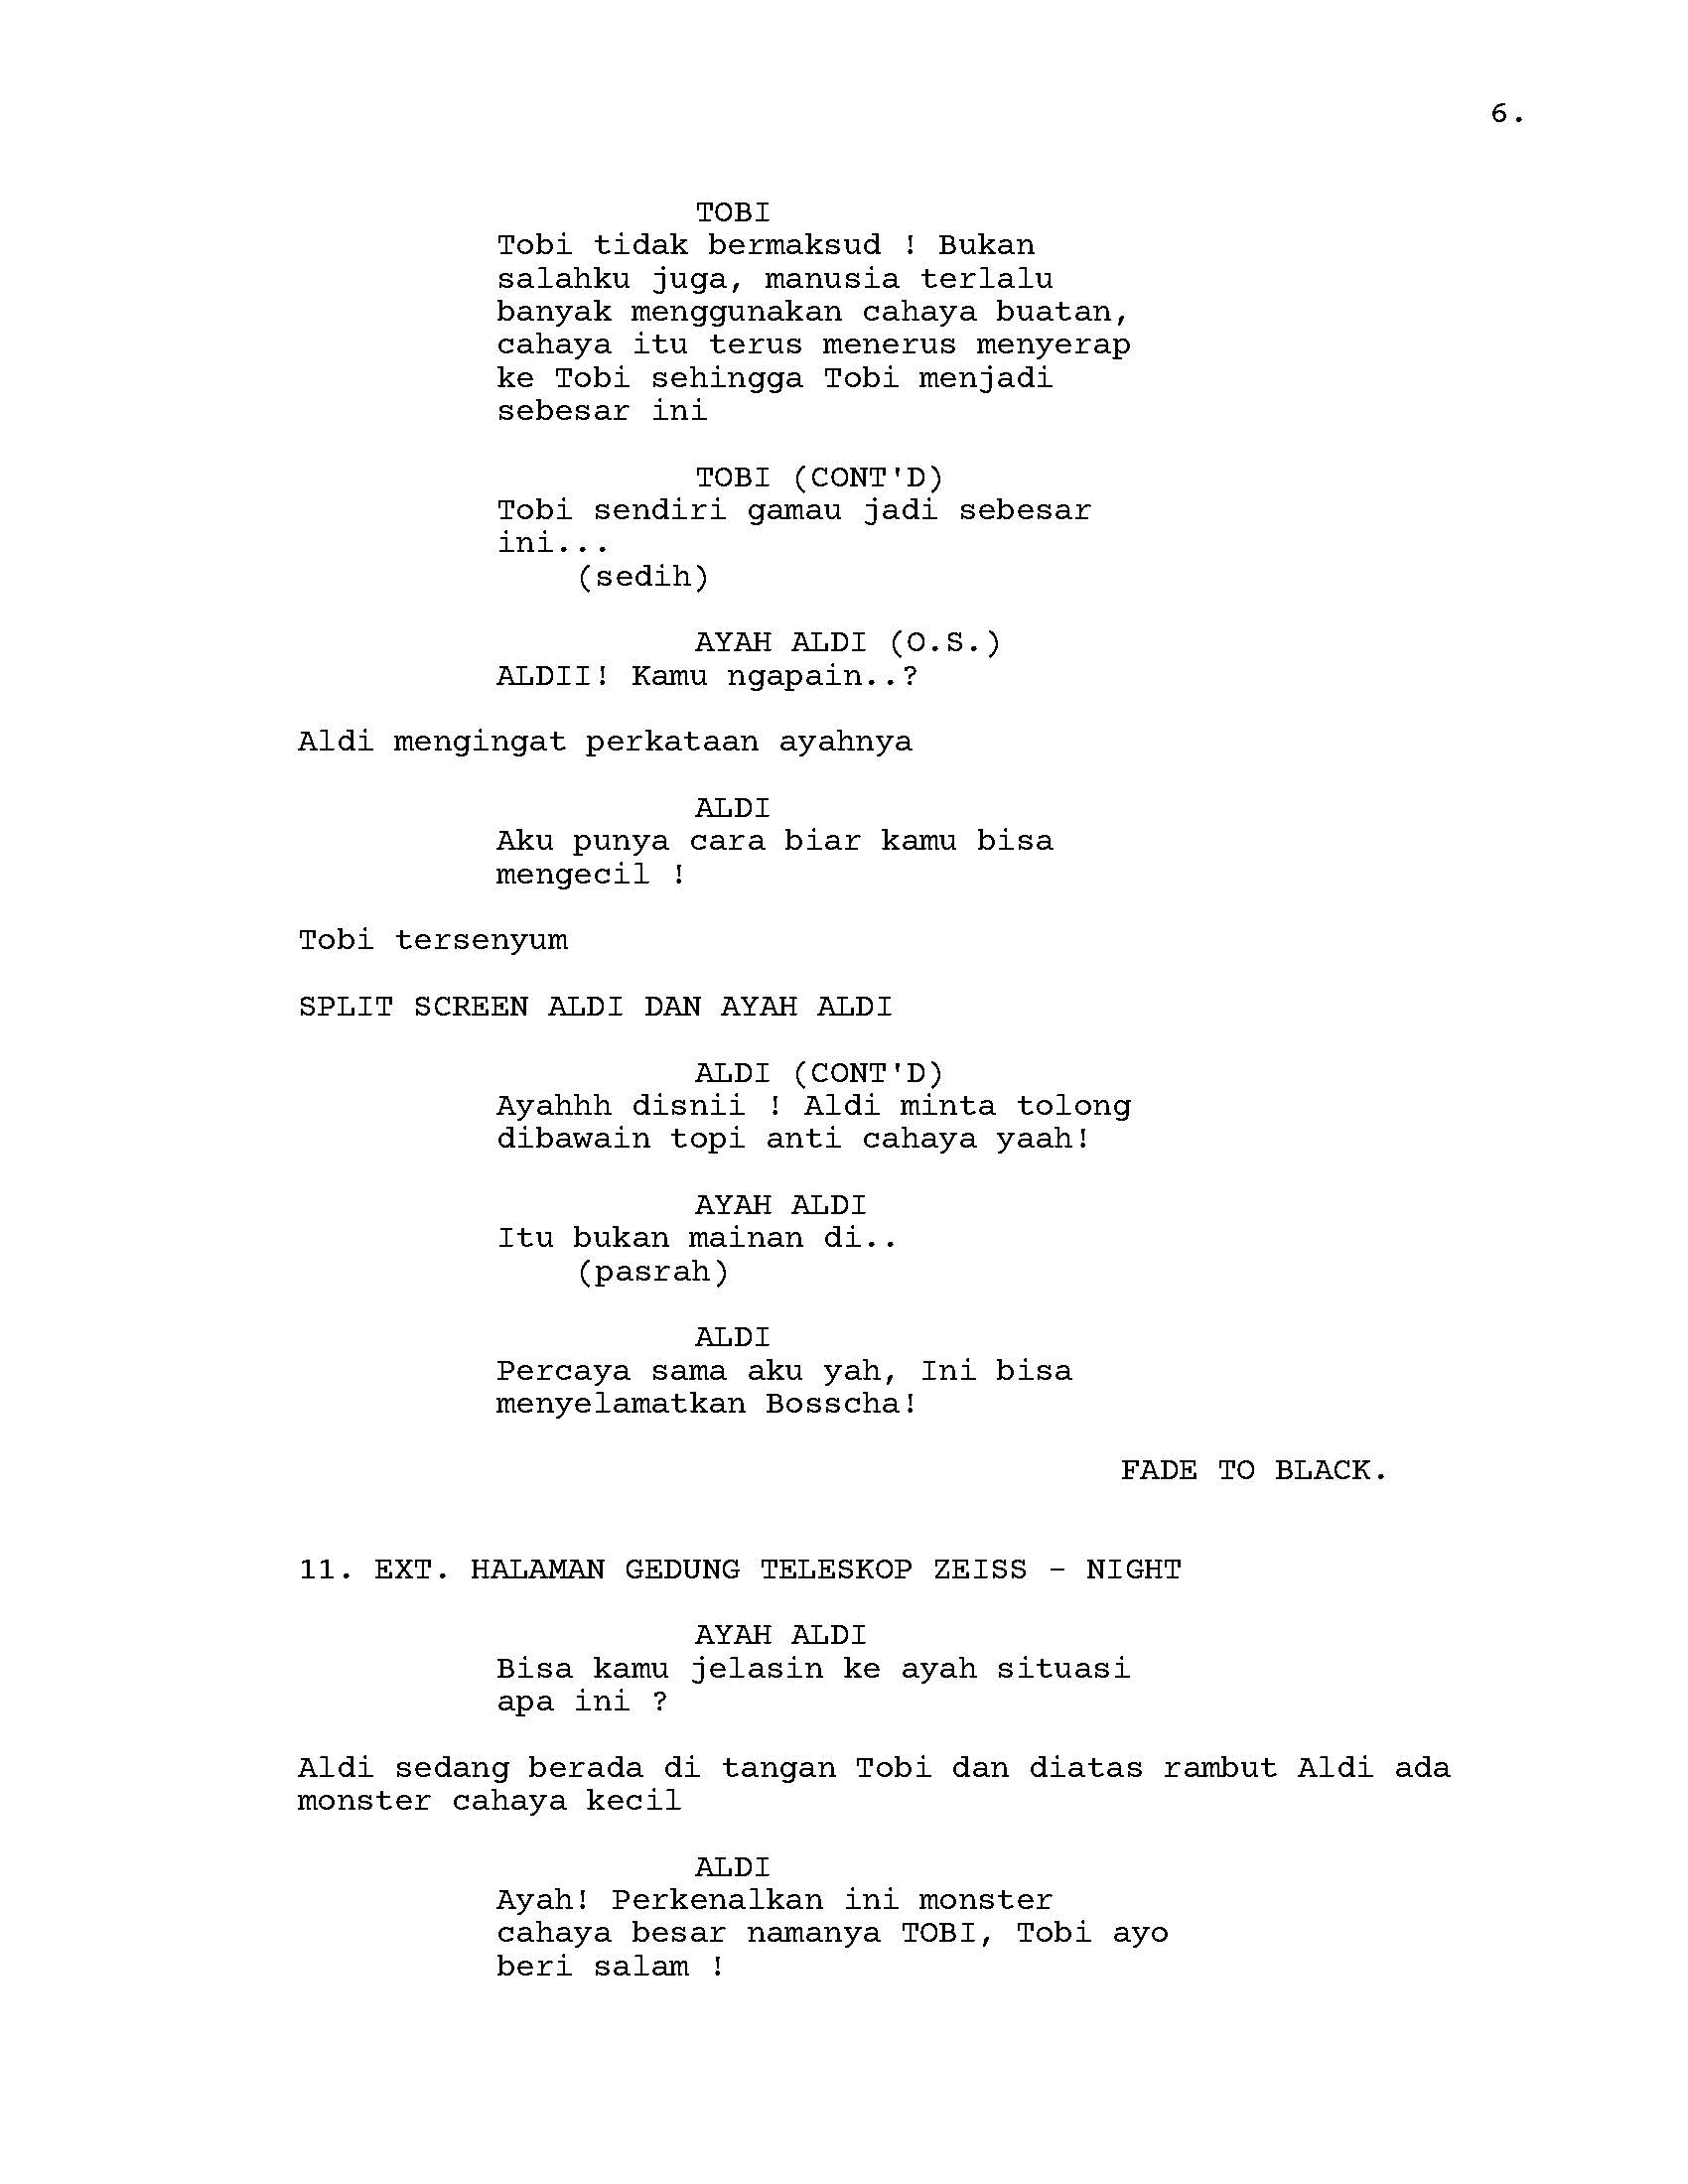 6.
TOBI
Tobi tidak bermaksud ! Bukan
salahku juga, manusia terlalu
banyak menggunakan cahaya buatan,
cahaya itu terus menerus menyerap
ke Tobi sehingga Tobi menjadi
sebesar ini
TOBI (CONT'D)
Tobi sendiri gamau jadi sebesar
ini...
(sedih)
AYAH ALDI (O.S.)
ALDII! Kamu ngapain..?
Aldi mengingat perkataan ayahnya
ALDI
Aku punya cara biar kamu bisa
mengecil !
Tobi tersenyum
SPLIT SCREEN ALDI DAN AYAH ALDI
ALDI (CONT'D)
Ayahhh disnii ! Aldi minta tolong
dibawain topi anti cahaya yaah!
AYAH ALDI
Itu bukan mainan di..
(pasrah)
ALDI
Percaya sama aku yah, Ini bisa
menyelamatkan Bosscha!
FADE TO BLACK.
11. EXT. HALAMAN GEDUNG TELESKOP ZEISS - NIGHT
AYAH ALDI
Bisa kamu jelasin ke ayah situasi
apa ini ?
Aldi sedang berada di tangan Tobi dan diatas rambut Aldi ada
monster cahaya kecil
ALDI
Ayah! Perkenalkan ini monster
cahaya besar namanya TOBI, Tobi ayo
beri salam !